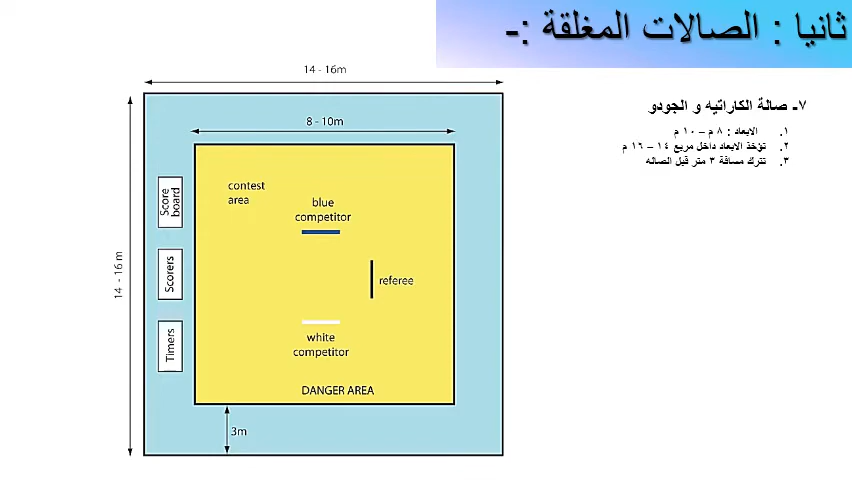 ثانيا : الصالات المغلقة :-
٧- صالة الكاراتيه و الجودو
١. الابعاد : ٨ م – ١٠ م
٢. تؤخذ الابعاد داخل مربع ١٤ – ١٦ م
٣. تترك مسافة ٣ متر قبل الصاله
14 - 16m
8 - 10m
14 - 16 m
contest
area
blue
competitor
Score
board
Scorers
referee
Timers
white
competitor
DANGER AREA
3m